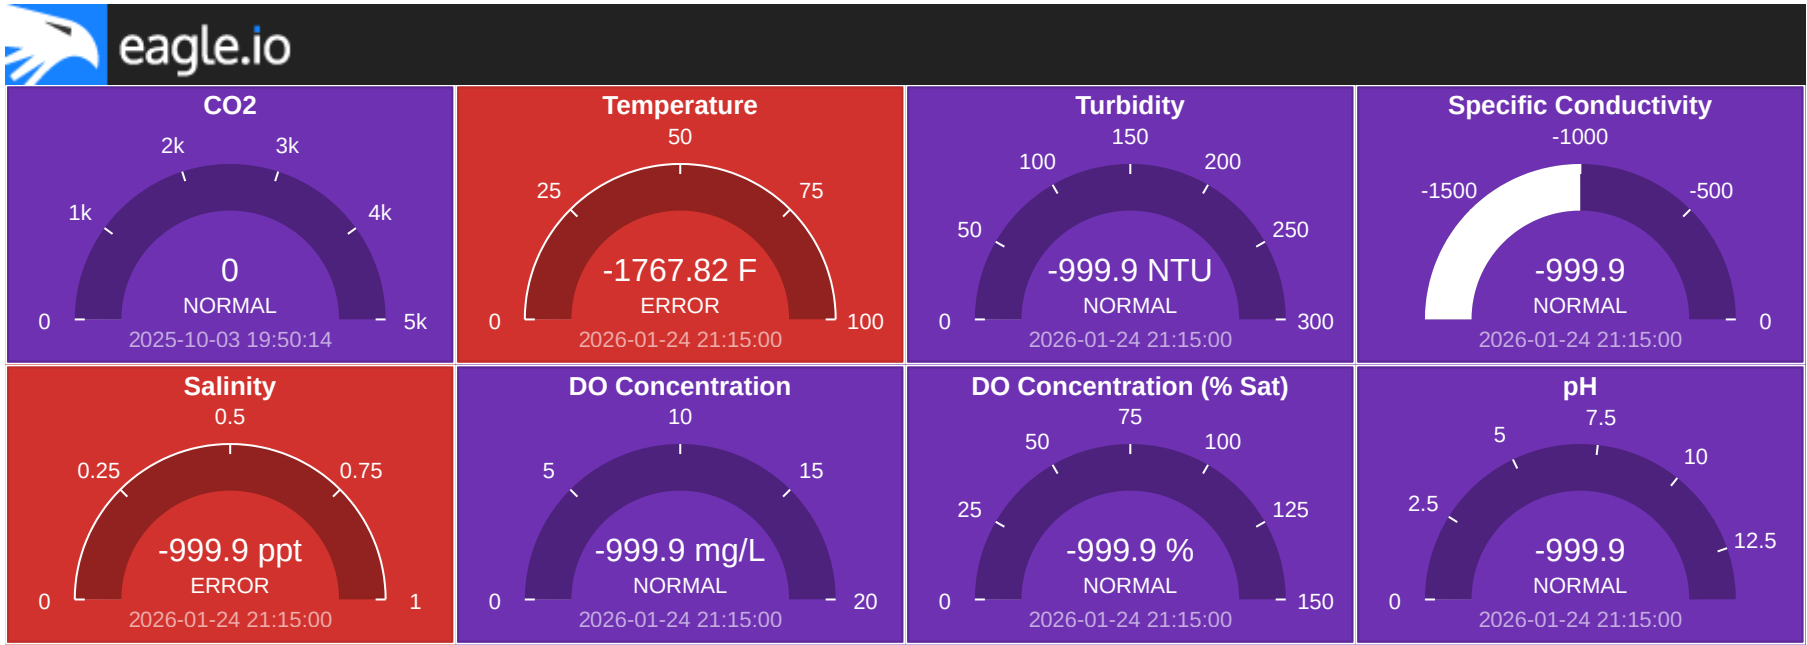 eagle.io
CO2
0
1k
2k
3k
4k
5k
0
NORMAL
2025-10-03 19:50:14
Temperature
0
25
50
75
100
-1767.82 F
ERROR
2026-01-24 21:15:00
Turbidity
0
50
100
150
200
250
300
-999.9 NTU
NORMAL
2026-01-24 21:15:00
Specific Conductivity
-1500
-1000
-500
0
-999.9
NORMAL
2026-01-24 21:15:00
Salinity
0
0.25
0.5
0.75
1
-999.9 ppt
ERROR
2026-01-24 21:15:00
DO Concentration
0
5
10
15
20
-999.9 mg/L
NORMAL
2026-01-24 21:15:00
DO Concentration (% Sat)
0
25
50
75
100
125
150
-999.9 %
NORMAL
2026-01-24 21:15:00
pH
0
2.5
5
7.5
10
12.5
-999.9
NORMAL
2026-01-24 21:15:00